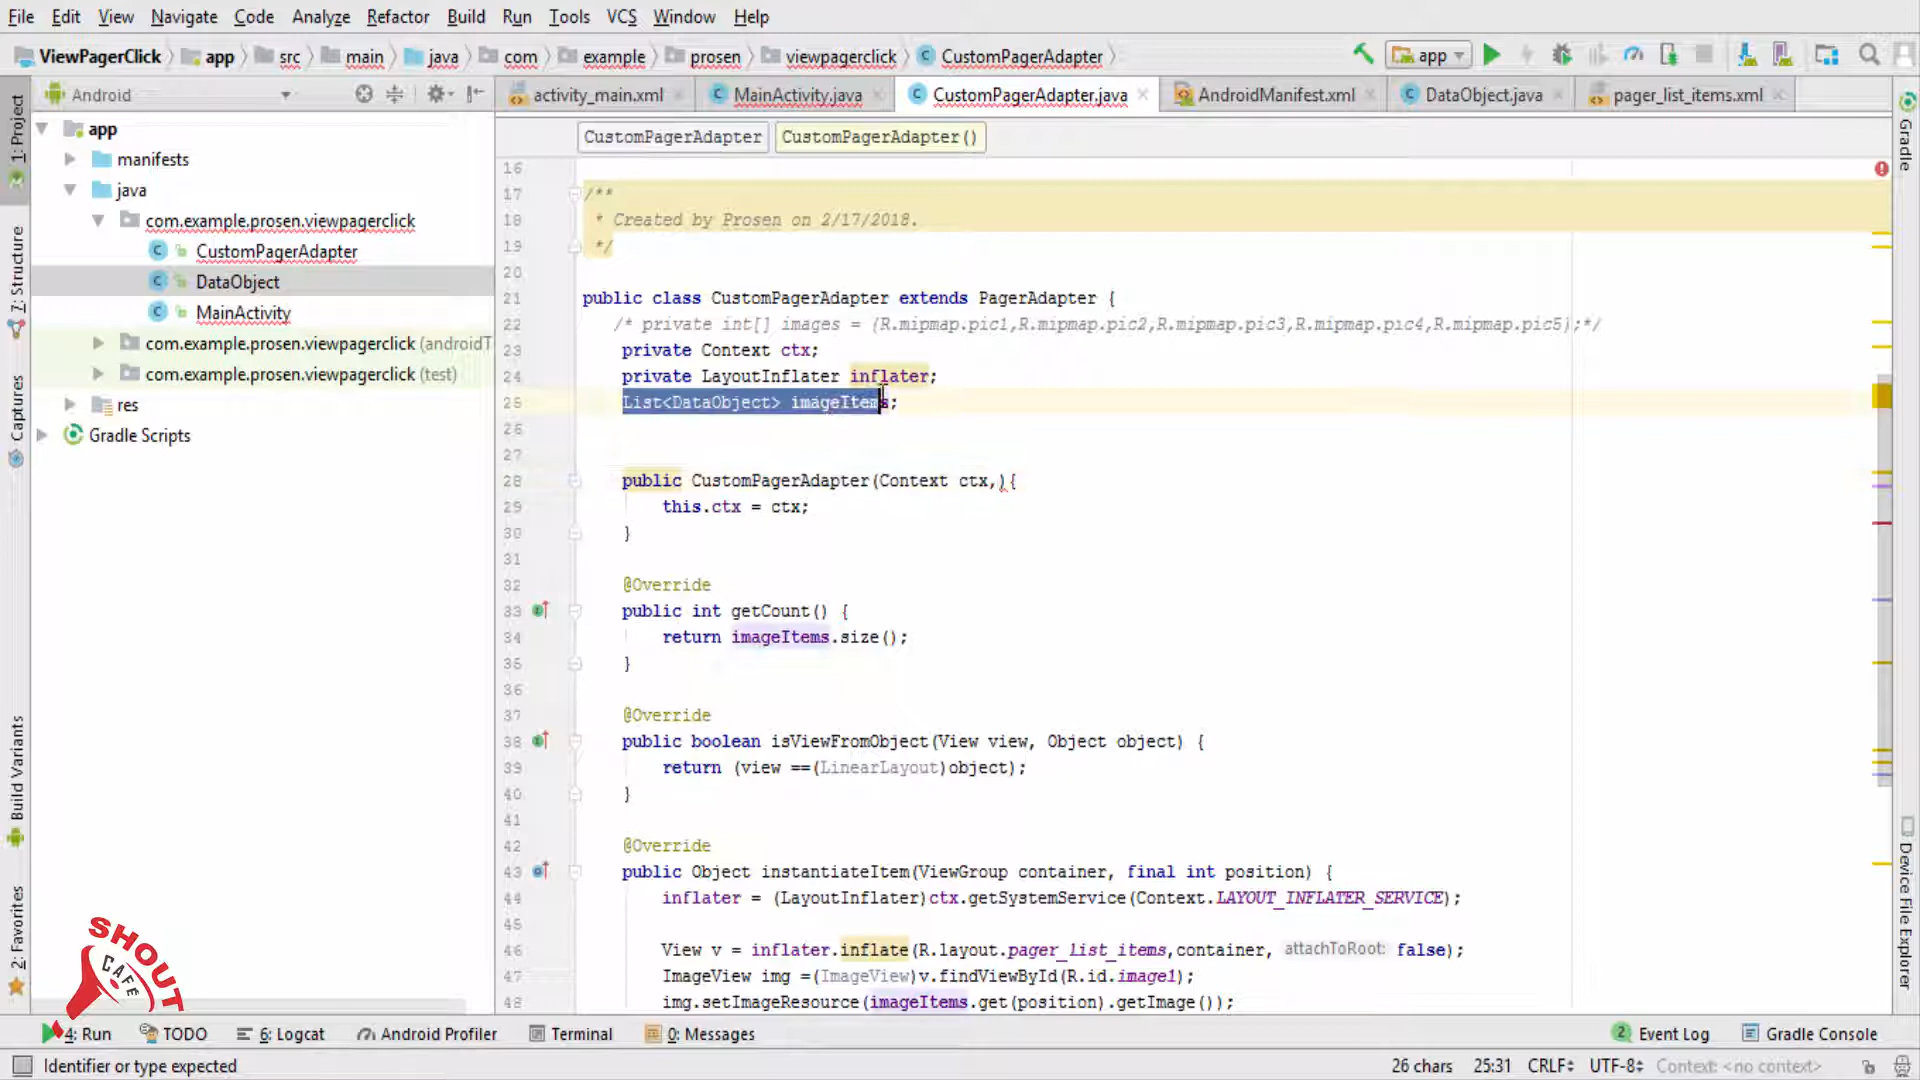 File Edit View Navigate Code Analyze Refactor Build Run Tools VCS Window Help
ViewPagerClick app src main java com example prosen viewpagerclick CustomPagerAdapter app
Android activity_main.xml MainActivity.java CustomPagerAdapter.java AndroidManifest.xml DataObject.java pager_list_items.xml
CustomPagerAdapter CustomPagerAdapter()
1: Project
7: Structure
Captures
Build Variants
2: Favorites
app
manifests
java
com.example.prosen.viewpagerclick
CustomPagerAdapter
DataObject
MainActivity
com.example.prosen.viewpagerclick (androidT
com.example.prosen.viewpagerclick (test)
res
Gradle Scripts
16
17 /**
18 * Created by Prosen on 2/17/2018.
19 */
20
21 public class CustomPagerAdapter extends PagerAdapter {
22 /* private int[] images = {R.mipmap.pic1,R.mipmap.pic2,R.mipmap.pic3,R.mipmap.pic4,R.mipmap.pic5};*/
23 private Context ctx;
24 private LayoutInflater inflater;
25 List<DataObject> imageItems;
26
27
28 public CustomPagerAdapter(Context ctx,){
29 this.ctx = ctx;
30 }
31
32 @Override
33 public int getCount() {
34 return imageItems.size();
35 }
36
37 @Override
38 public boolean isViewFromObject(View view, Object object) {
39 return (view ==(LinearLayout)object);
40 }
41
42 @Override
43 public Object instantiateItem(ViewGroup container, final int position) {
44 inflater = (LayoutInflater)ctx.getSystemService(Context.LAYOUT_INFLATER_SERVICE);
45
46 View v = inflater.inflate(R.layout.pager_list_items,container, attachToRoot: false);
47 ImageView img =(ImageView)v.findViewById(R.id.image1);
48 img.setImageResource(imageItems.get(position).getImage());
Gradle
Device File Explorer
SHOUT
CAFE
4: Run TODO 6: Logcat Android Profiler Terminal 0: Messages 2 Event Log Gradle Console
Identifier or type expected 26 chars 25:31 CRLF UTF-8 Context: <no context>